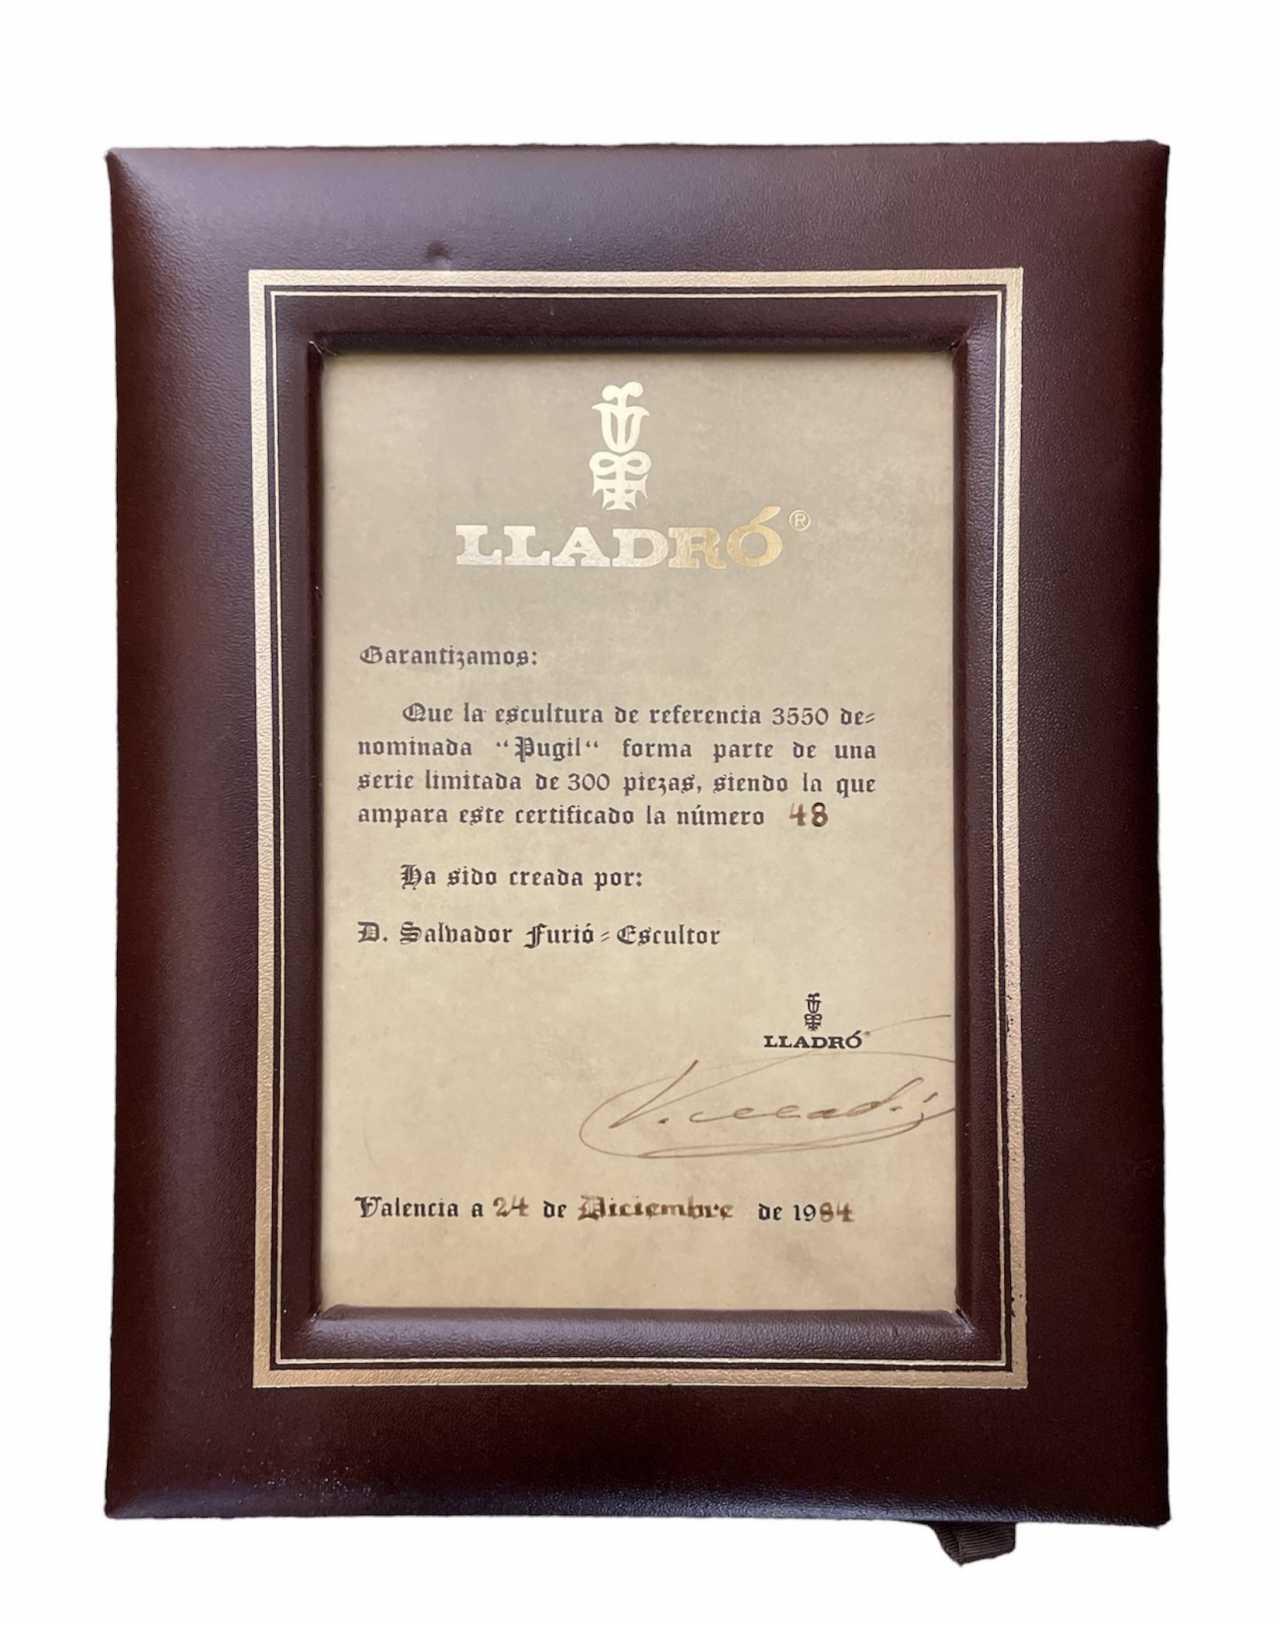 LLADRÓ®
Garantizamos:
Que la escultura de referencia 3550 de=
nominada "Pugil" forma parte de una
serie limitada de 300 piezas, siendo la que
ampara este certificado la número 48
Ha sido creada por:
D. Salvador Furió = Escultor
LLADRÓ®
V. Lladró
Valencia a 24 de Diciembre de 1984